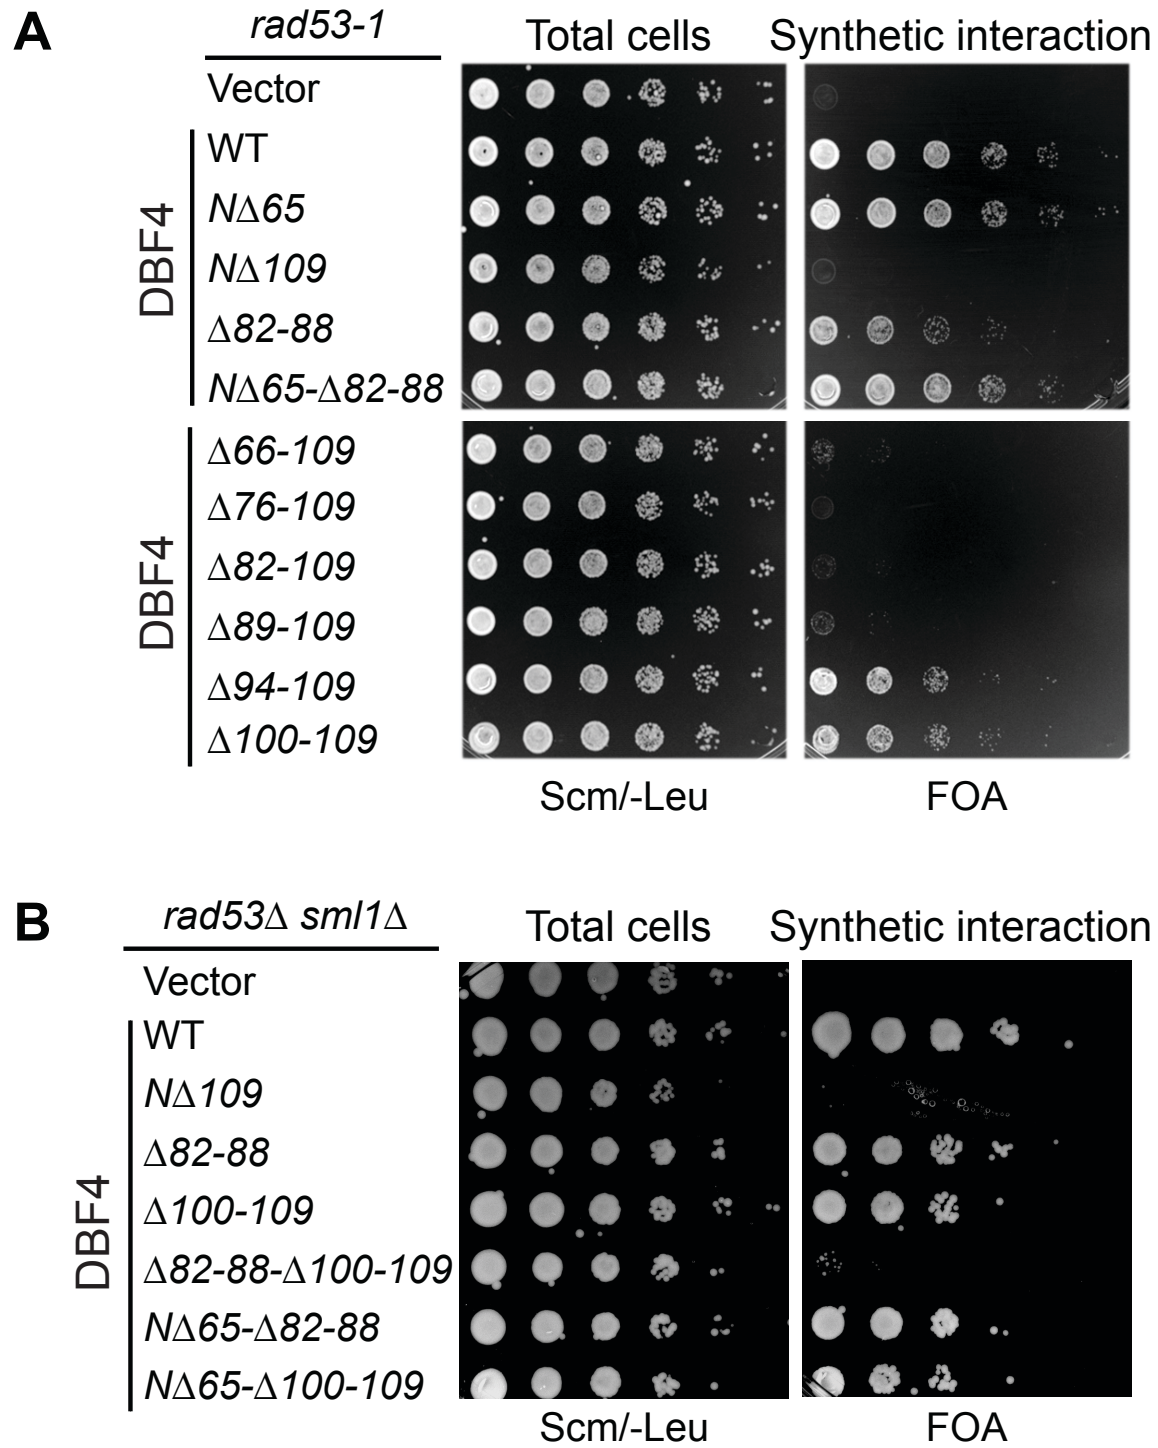 A
rad53-1
Total cells
Synthetic interaction
Vector
DBF4
WT
NΔ65
NΔ109
Δ82-88
NΔ65-Δ82-88
DBF4
Δ66-109
Δ76-109
Δ82-109
Δ89-109
Δ94-109
Δ100-109
Scm/-Leu
FOA
B
rad53Δ sml1Δ
Total cells
Synthetic interaction
Vector
DBF4
WT
NΔ109
Δ82-88
Δ100-109
Δ82-88-Δ100-109
NΔ65-Δ82-88
NΔ65-Δ100-109
Scm/-Leu
FOA